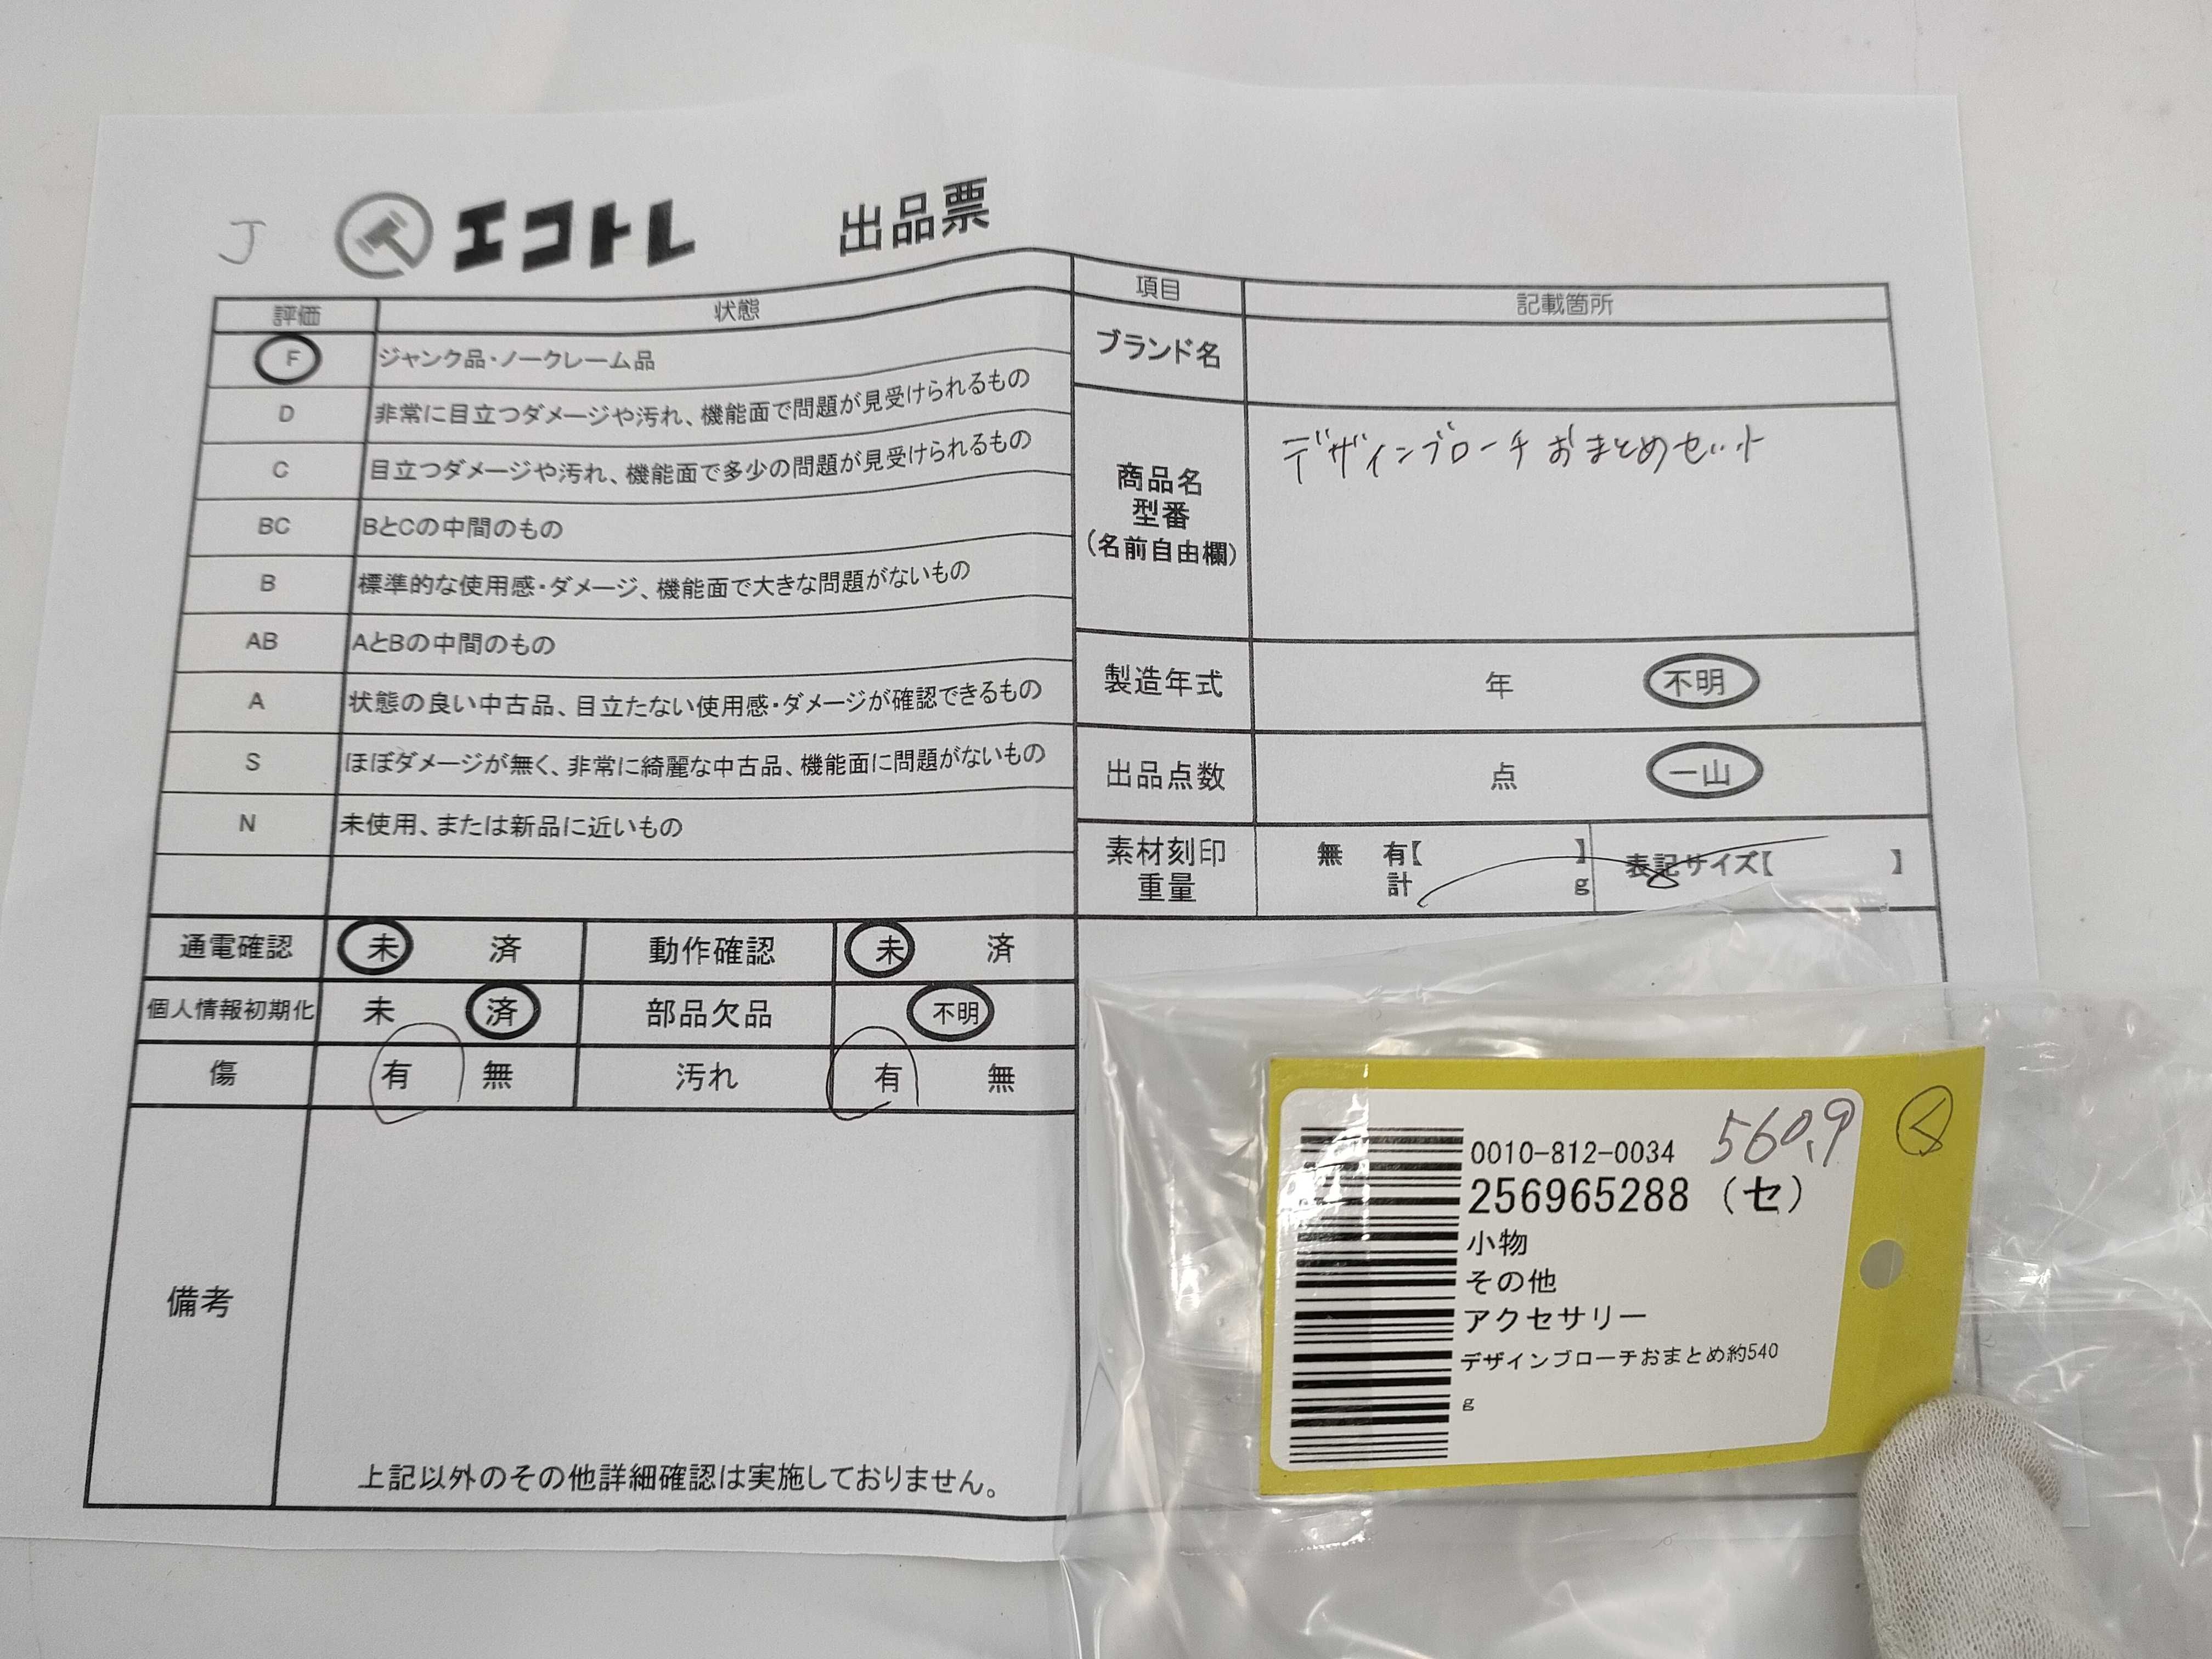 J
エコトレ 出品票
評価 状態
F ジャンク品・ノークレーム品
D 非常に目立つダメージや汚れ、機能面で問題が見受けられるもの
C 目立つダメージや汚れ、機能面で多少の問題が見受けられるもの
BC BとCの中間のもの
B 標準的な使用感・ダメージ、機能面で大きな問題がないもの
AB AとBの中間のもの
A 状態の良い中古品、目立たない使用感・ダメージが確認できるもの
S ほぼダメージが無く、非常に綺麗な中古品、機能面に問題がないもの
N 未使用、または新品に近いもの
通電確認 未 済 動作確認 未 済
個人情報初期化 未 済 部品欠品 不明
傷 有 無 汚れ 有 無
備考
上記以外のその他詳細確認は実施しておりません。
項目 記載箇所
ブランド名
商品名
型番
(名前自由欄)
デザインブローチおまとめセット
製造年式 年 不明
出品点数 点 一山
素材刻印
重量
無 有【 】
計 g
表記サイズ【 】
0010-812-0034 560.9
256965288 (セ)
小物
その他
アクセサリー
デザインブローチおまとめ約540
g